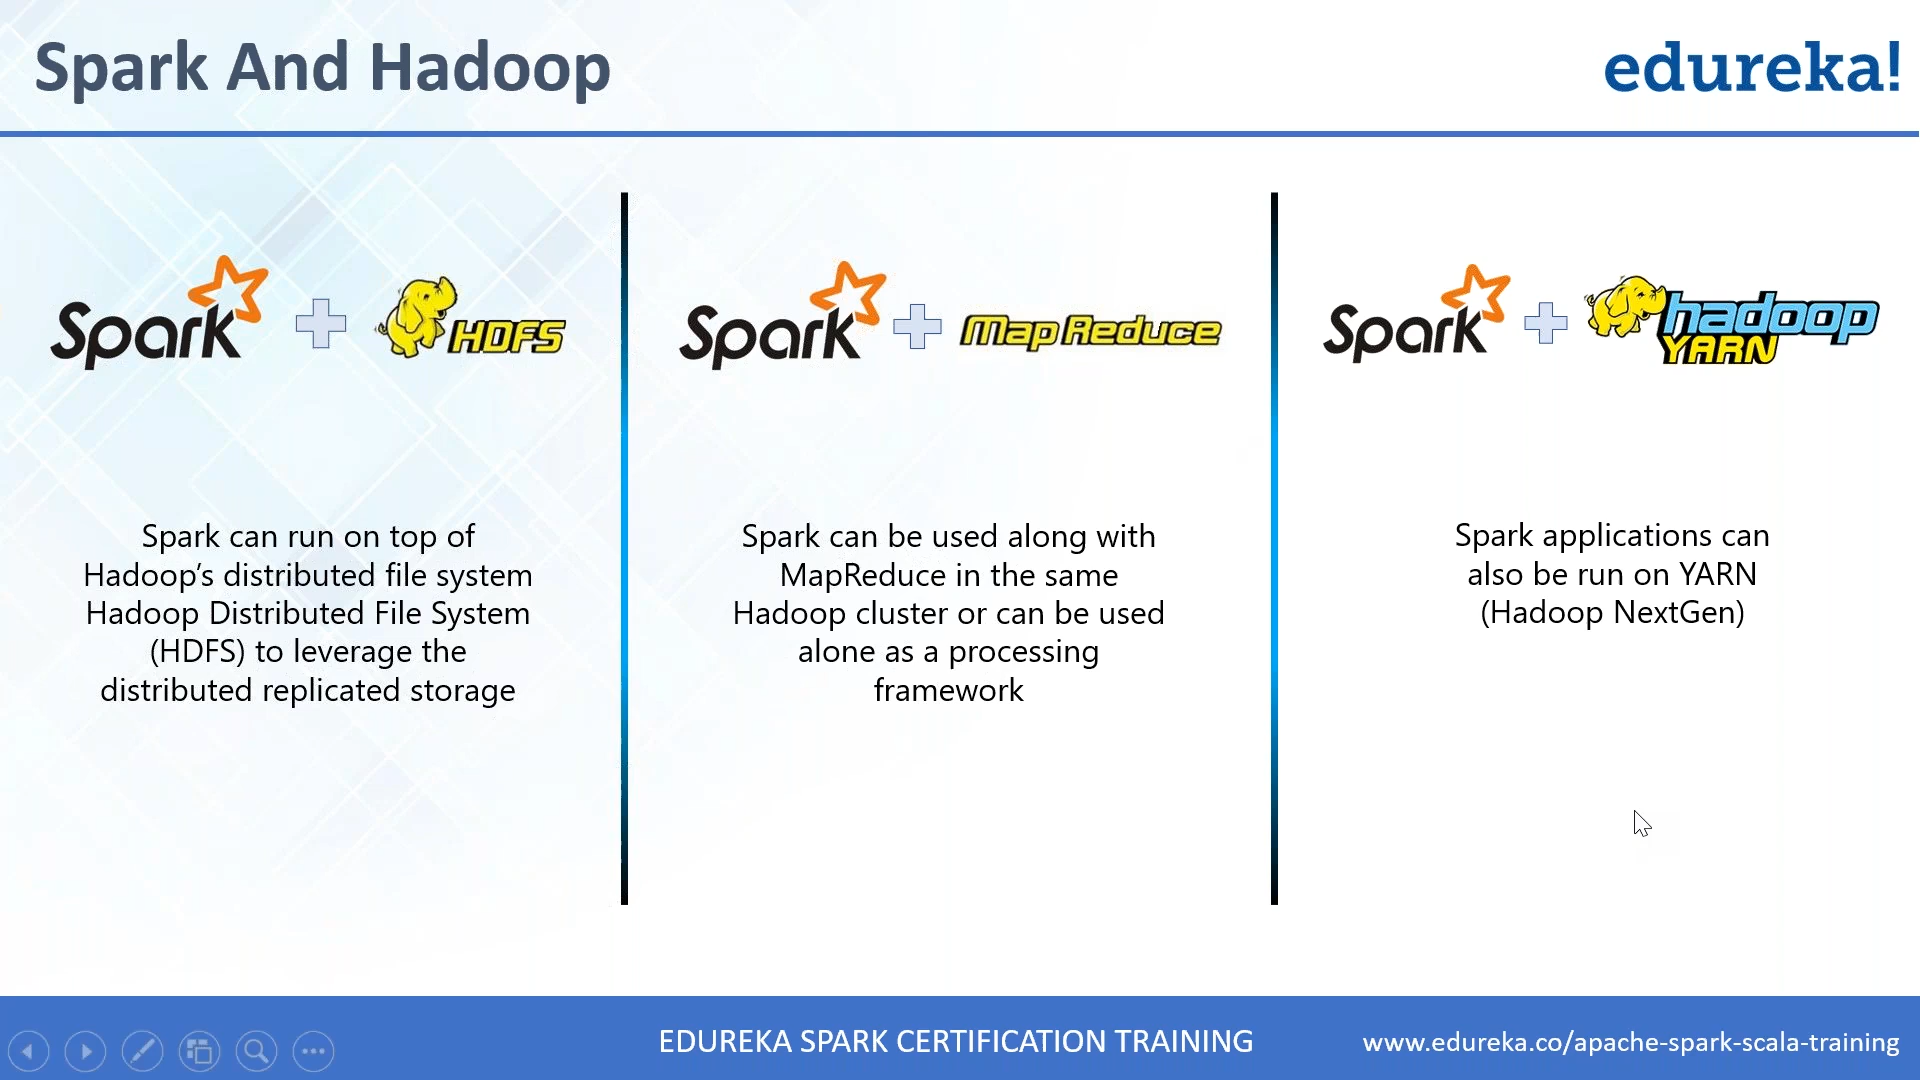 Spark And Hadoop
edureka!
Spark
HDFS
Spark can run on top of
Hadoop’s distributed file system
Hadoop Distributed File System
(HDFS) to leverage the
distributed replicated storage
Spark
Map Reduce
Spark can be used along with
MapReduce in the same
Hadoop cluster or can be used
alone as a processing
framework
Spark
hadoop
YARN
Spark applications can
also be run on YARN
(Hadoop NextGen)
EDUREKA SPARK CERTIFICATION TRAINING
www.edureka.co/apache-spark-scala-training